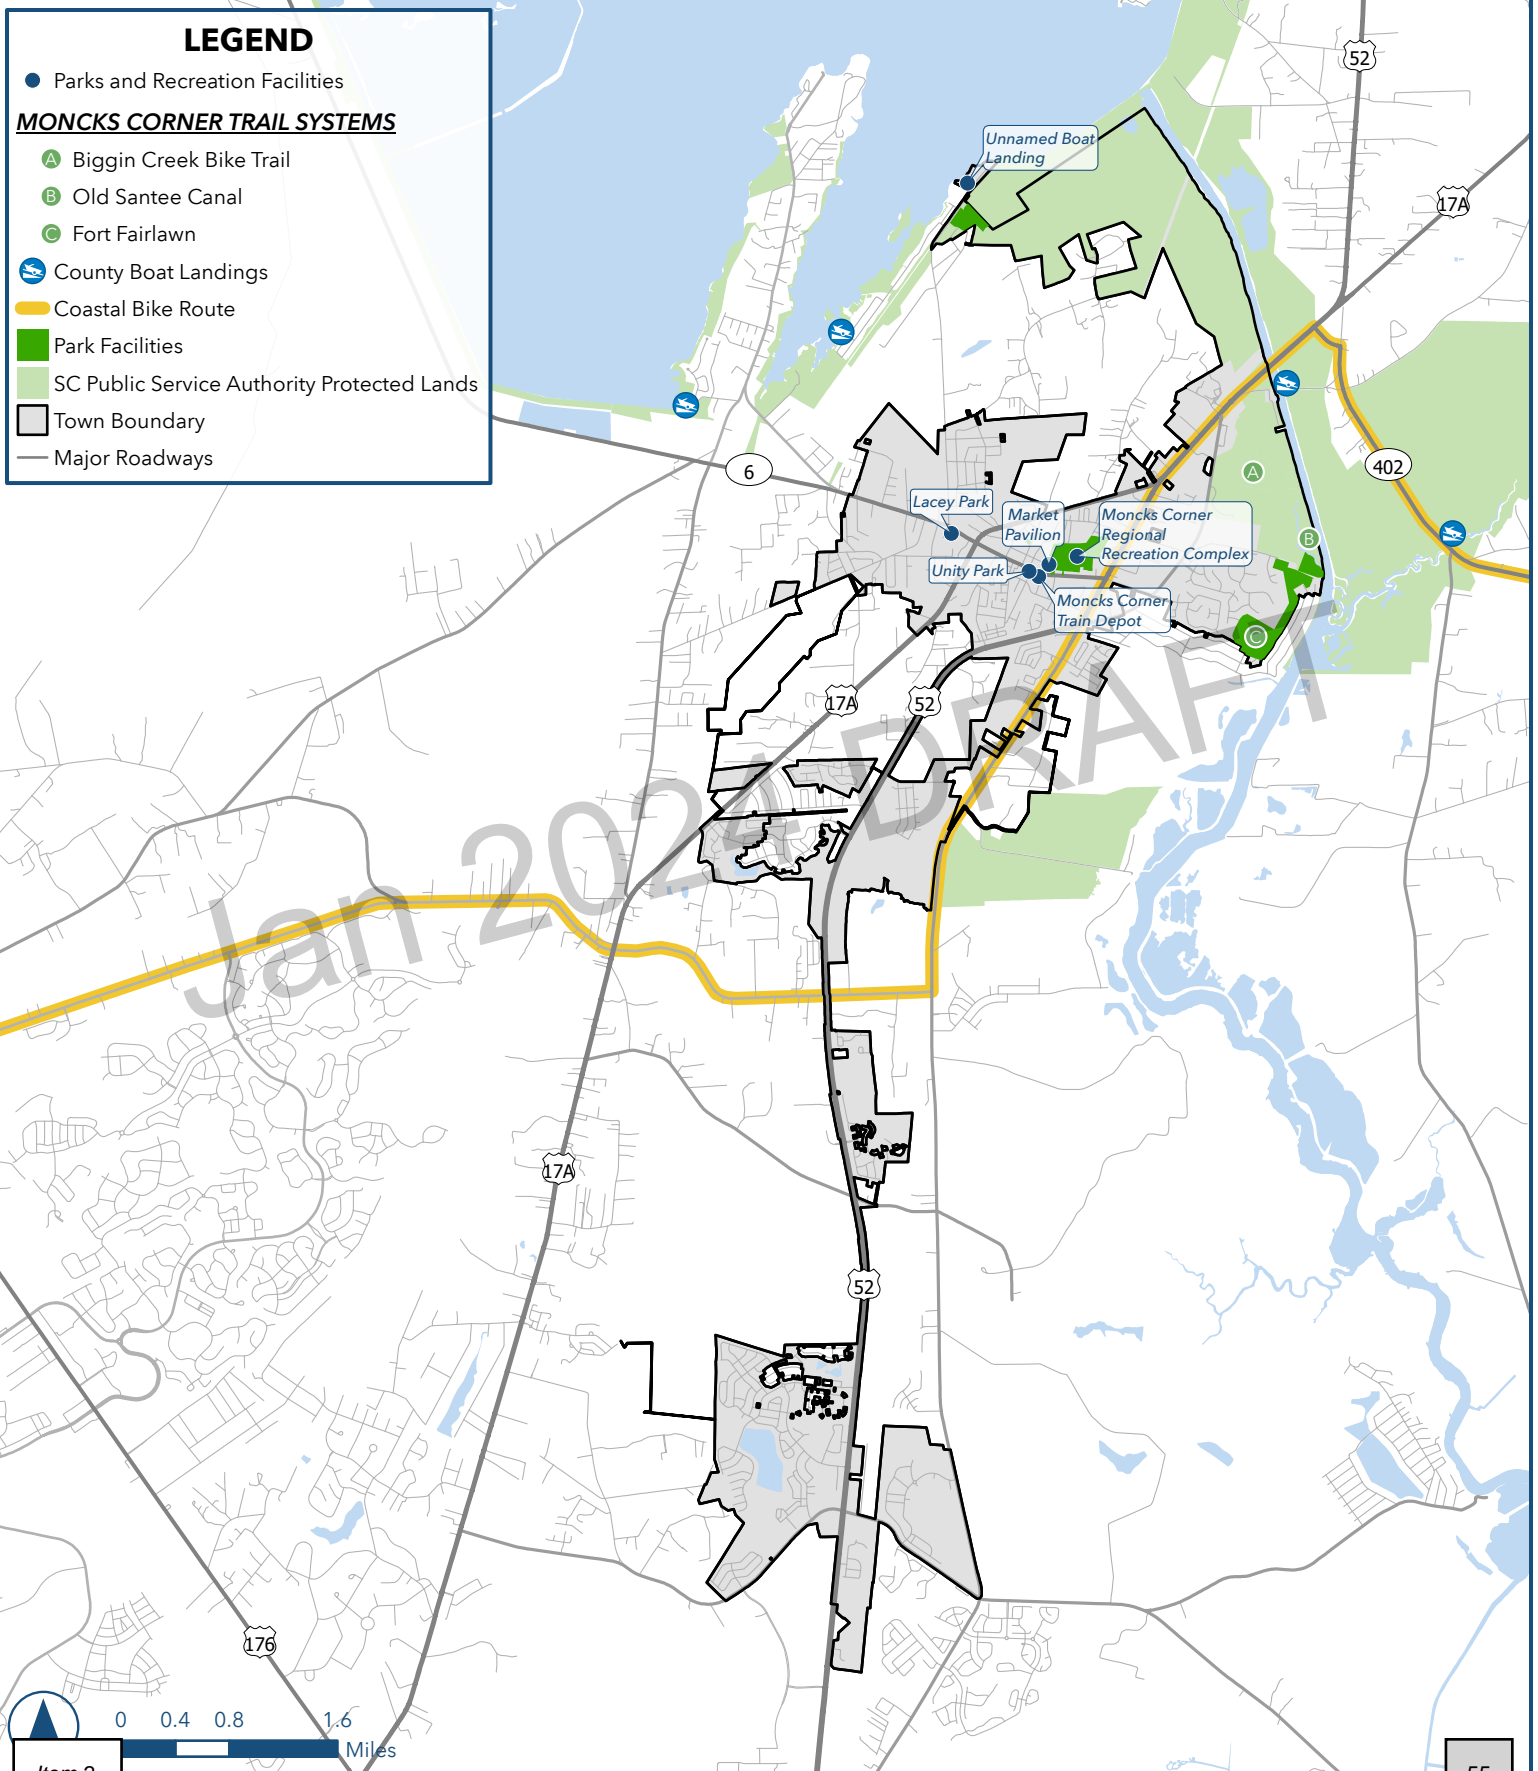 LEGEND
Parks and Recreation Facilities
MONCKS CORNER TRAIL SYSTEMS
A Biggin Creek Bike Trail
B Old Santee Canal
C Fort Fairlawn
County Boat Landings
Coastal Bike Route
Park Facilities
SC Public Service Authority Protected Lands
Town Boundary
Major Roadways
52
Unnamed Boat
Landing
17A
6
402
A
Lacey Park
Market
Pavilion
Moncks Corner
Regional
Recreation Complex
B
Unity Park
Moncks Corner
Train Depot
C
17A
52
Jan 2024 DRAFT
17A
52
176
0 0.4 0.8 1.6
Miles